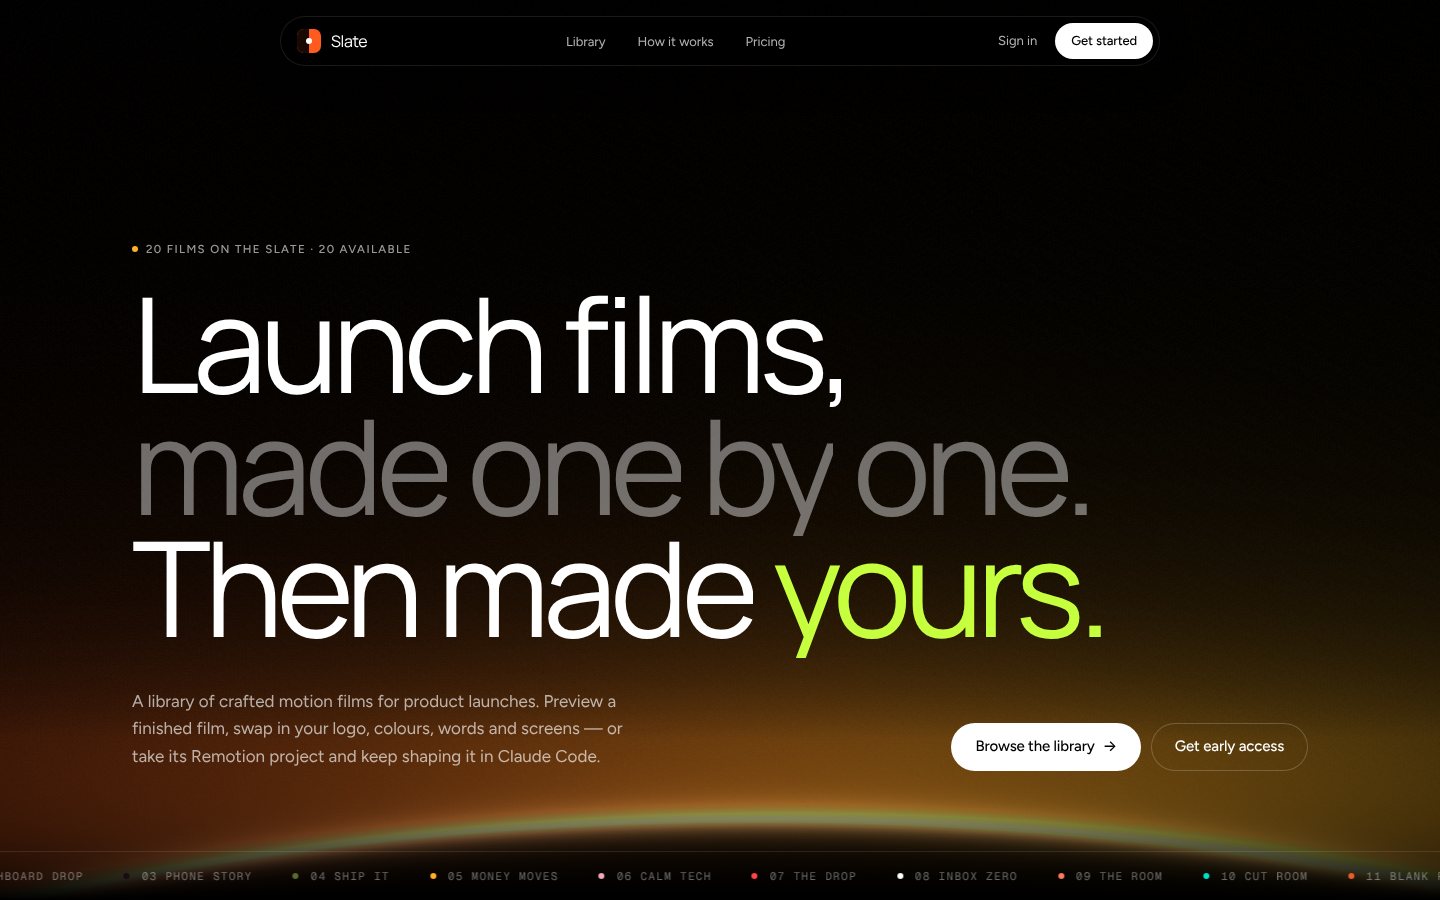 Slate
Library
How it works
Pricing
Sign in
Get started
20 FILMS ON THE SLATE · 20 AVAILABLE
Launch films,
made one by one.
Then made yours.
A library of crafted motion films for product launches. Preview a
finished film, swap in your logo, colours, words and screens — or
take its Remotion project and keep shaping it in Claude Code.
Browse the library →
Get early access
DROP 03 PHONE STORY 04 SHIP IT 05 MONEY MOVES 06 CALM TECH 07 THE DROP 08 INBOX ZERO 09 THE ROOM 10 CUT ROOM 11 BLANK